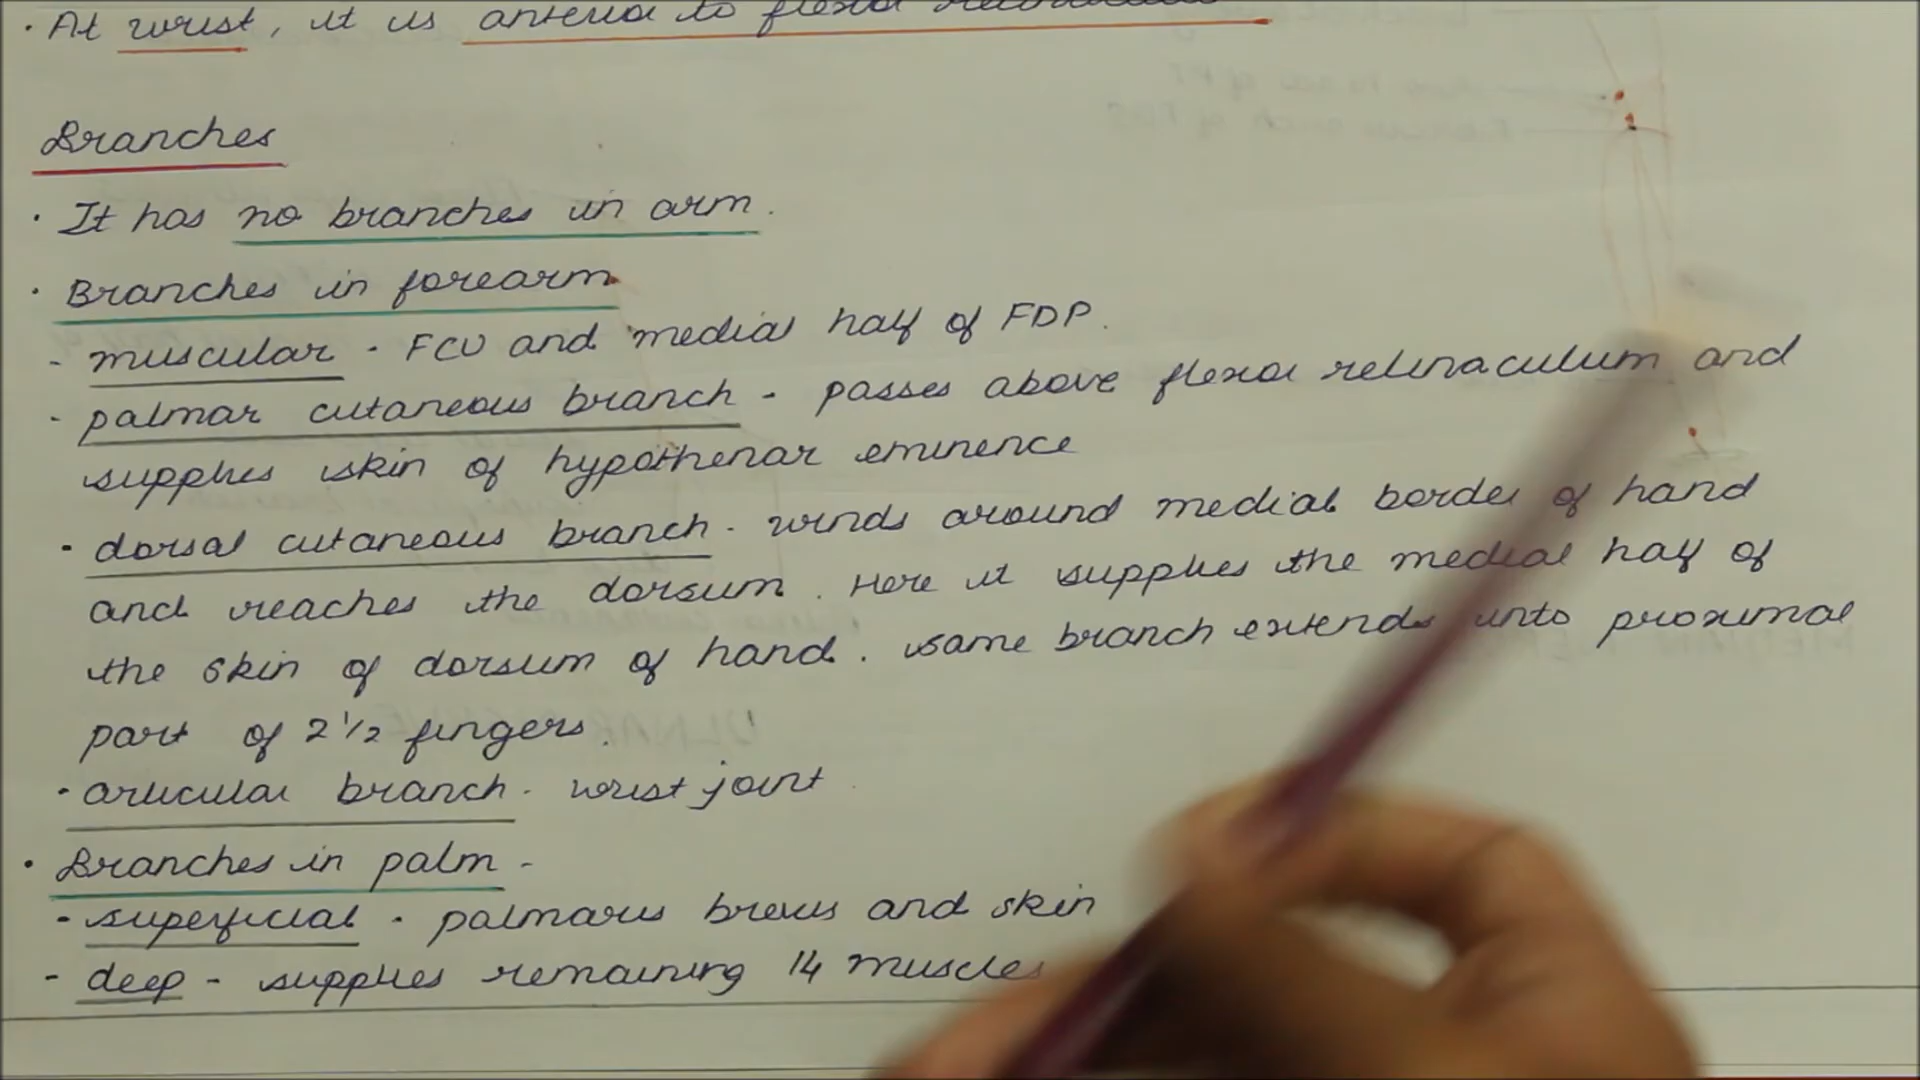 · At wrist, it is anterior to flexor retinaculum
Branches
· It has no branches in arm.
· Branches in forearm
- muscular - FCU and medial half of FDP.
- palmar cutaneous branch - passes above flexor retinaculum and
supplies skin of hypothenar eminence
- dorsal cutaneous branch - winds around medial border of hand
and reaches the dorsum. Here it supplies the medial half of
the skin of dorsum of hand. same branch extends into proximal
part of 2 1/2 fingers.
· articular branch - wrist joint
· Branches in palm -
- superficial - palmaris brevis and skin
- deep - supplies remaining 14 muscles